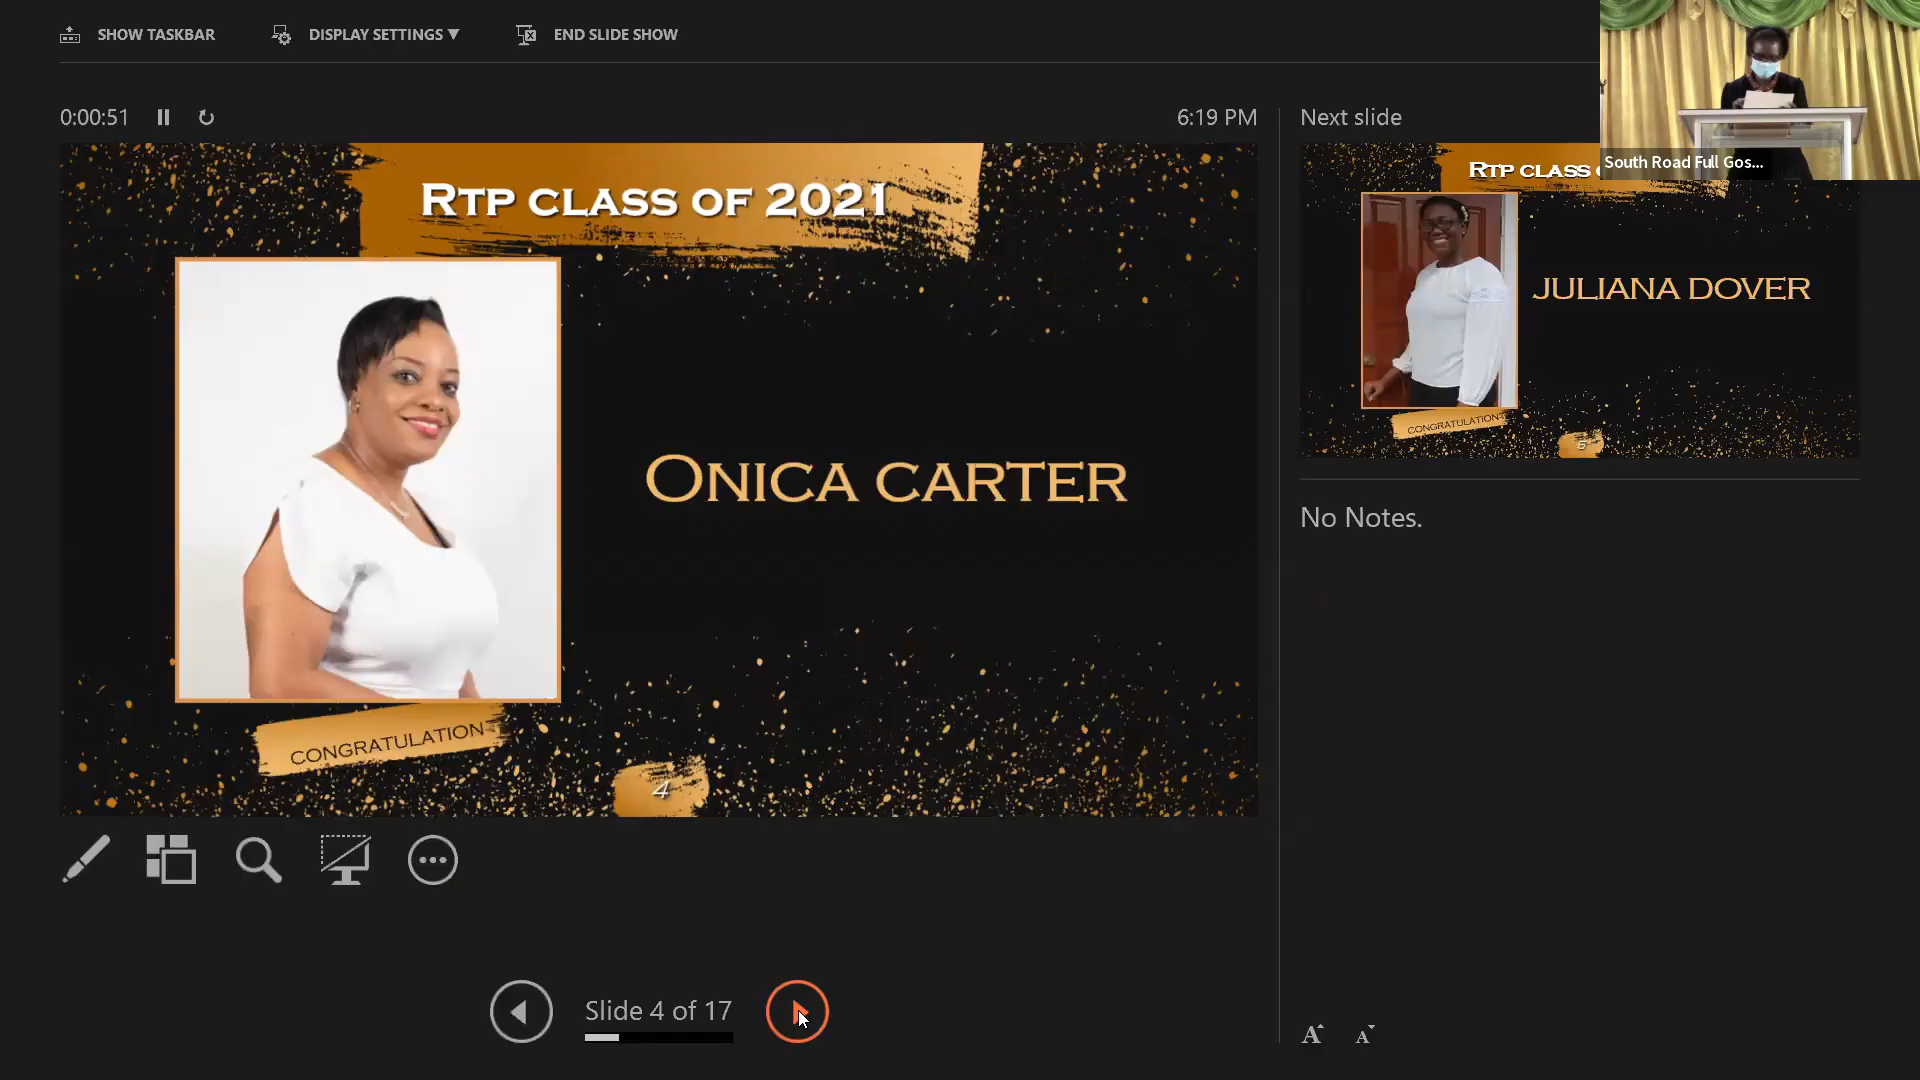 SHOW TASKBAR
DISPLAY SETTINGS ▼
END SLIDE SHOW
0:00:51
6:19 PM
Next slide
RTP CLASS OF 2021
ONICA CARTER
CONGRATULATION
4
RTP CLASS
South Road Full Gos...
JULIANA DOVER
CONGRATULATION
5
No Notes.
Slide 4 of 17
A A